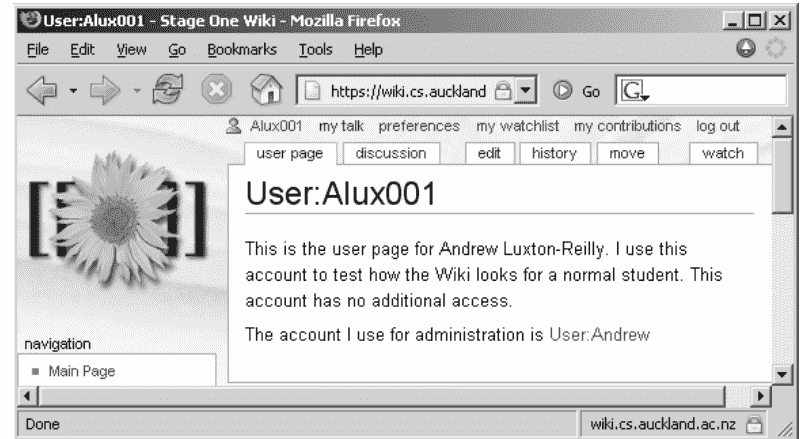 User:Alux001 - Stage One Wiki - Mozilla Firefox
File Edit View Go Bookmarks Tools Help
https://wiki.cs.auckland Go G
Alux001 my talk preferences my watchlist my contributions log out
user page discussion edit history move watch
[[ ]]
User:Alux001
This is the user page for Andrew Luxton-Reilly. I use this
account to test how the Wiki looks for a normal student. This
account has no additional access.
The account I use for administration is User:Andrew
navigation
Main Page
Done wiki.cs.auckland.ac.nz